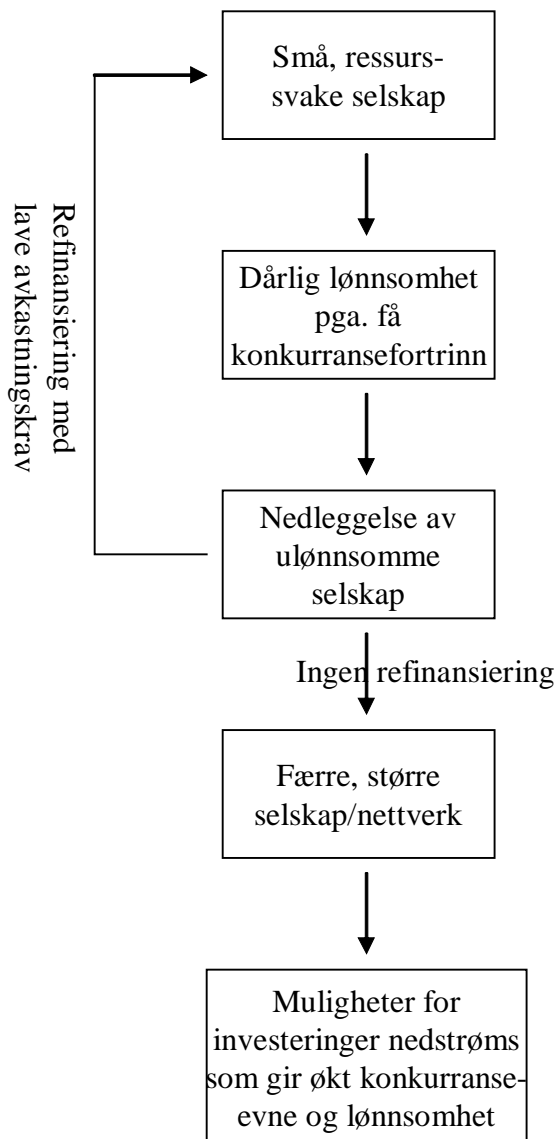 Små, ressurs-
svake selskap
Refinansiering med
lave avkastningskrav
Dårlig lønnsomhet
pga. få
konkurransefortrinn
Nedleggelse av
ulønnsomme
selskap
Ingen refinansiering
Færre, større
selskap/nettverk
Muligheter for
investeringer nedstrøms
som gir økt konkurranse-
evne og lønnsomhet